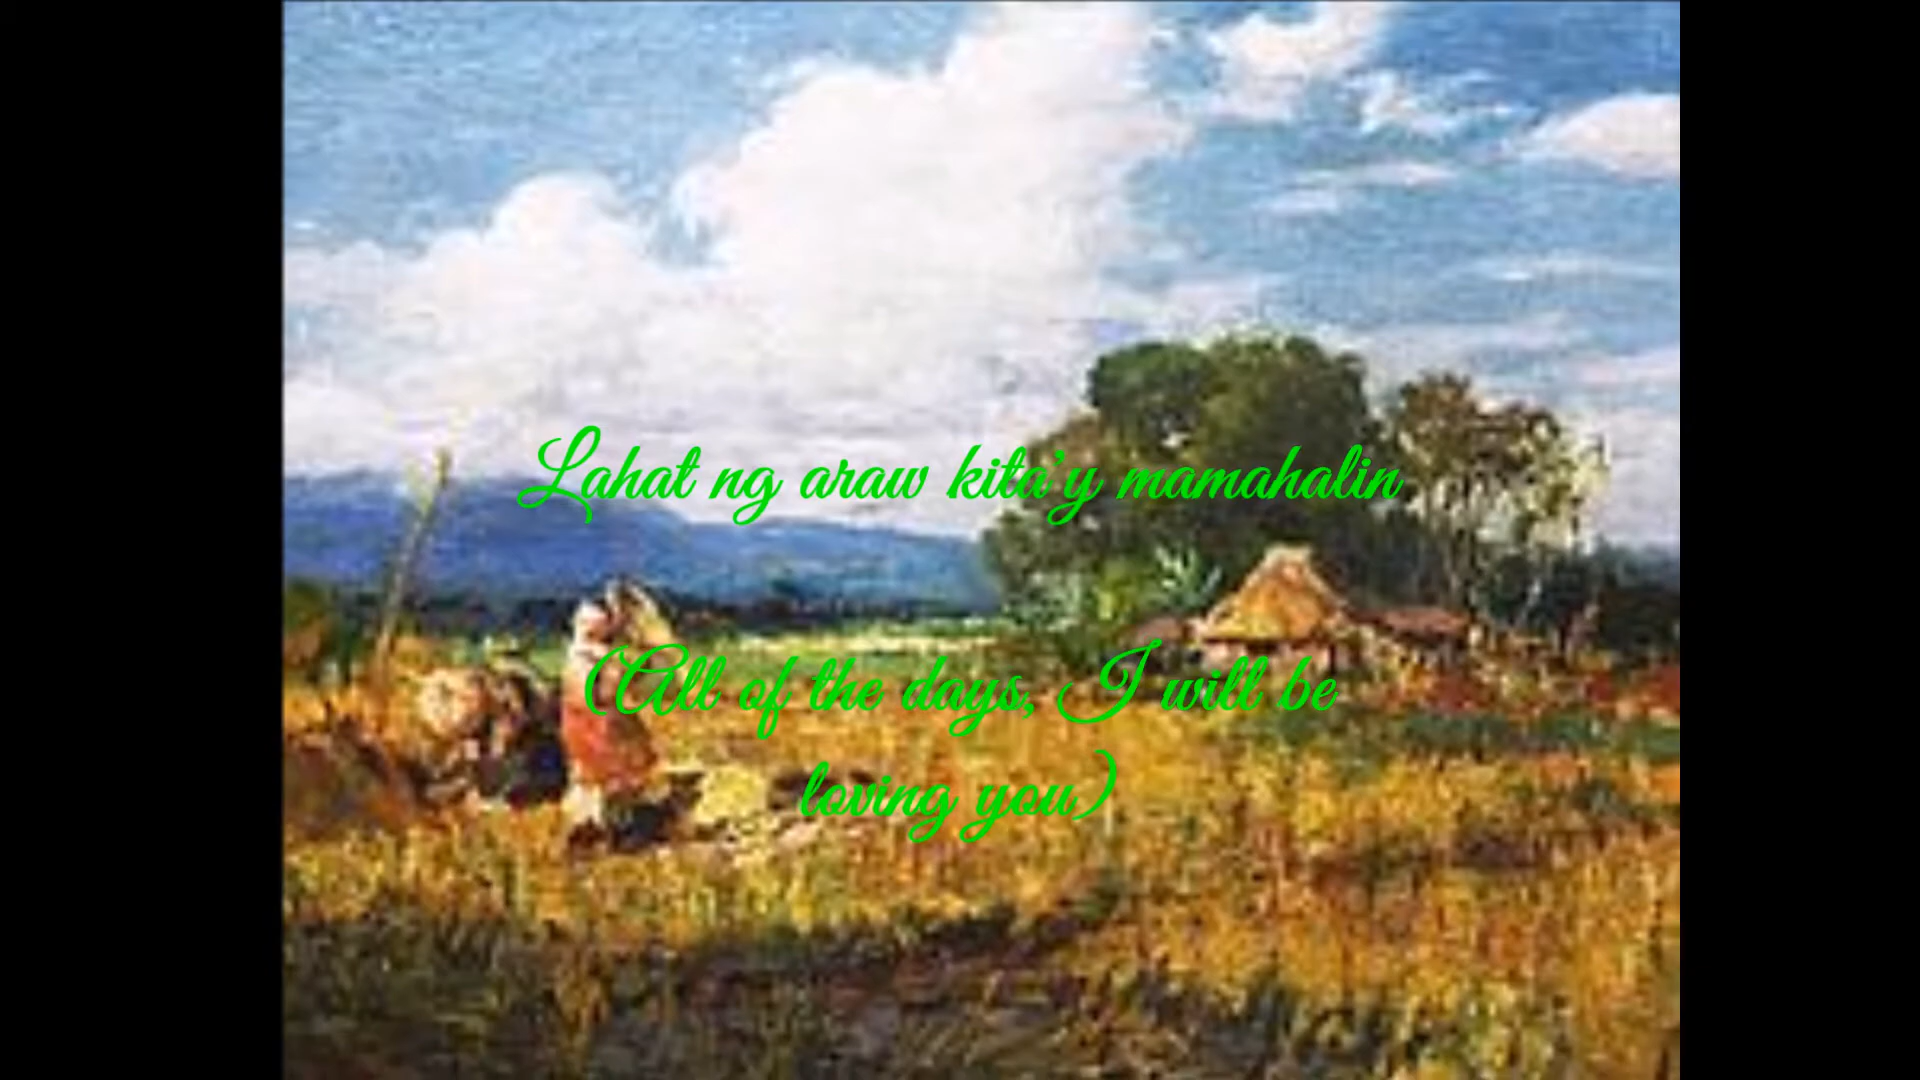 Lahat ng araw kita'y mamahalin
(All of the days, I will be
loving you)